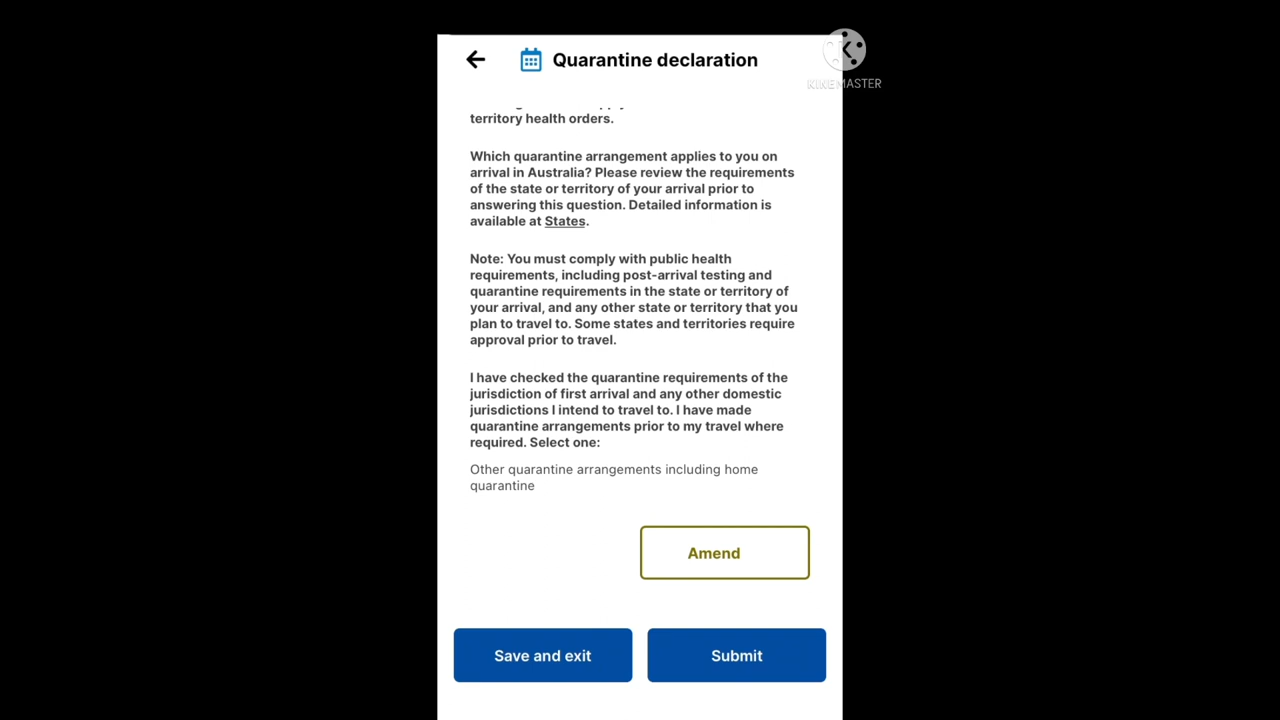 Quarantine declaration
KINEMASTER
territory health orders.
Which quarantine arrangement applies to you on
arrival in Australia? Please review the requirements
of the state or territory of your arrival prior to
answering this question. Detailed information is
available at States.
Note: You must comply with public health
requirements, including post-arrival testing and
quarantine requirements in the state or territory of
your arrival, and any other state or territory that you
plan to travel to. Some states and territories require
approval prior to travel.
I have checked the quarantine requirements of the
jurisdiction of first arrival and any other domestic
jurisdictions I intend to travel to. I have made
quarantine arrangements prior to my travel where
required. Select one:
Other quarantine arrangements including home
quarantine
Amend
Save and exit
Submit